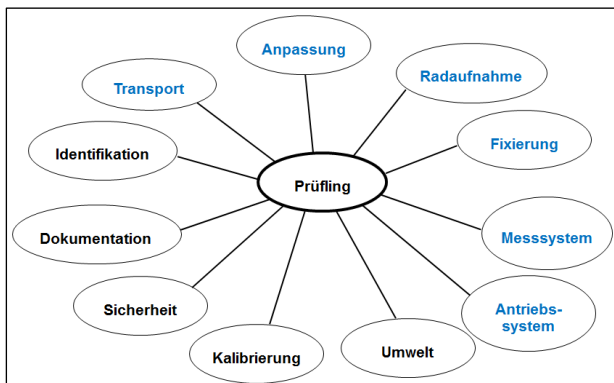 Anpassung
Radaufnahme
Transport
Fixierung
Identifikation
Prüfling
Messsystem
Dokumentation
Antriebs-
system
Sicherheit
Umwelt
Kalibrierung